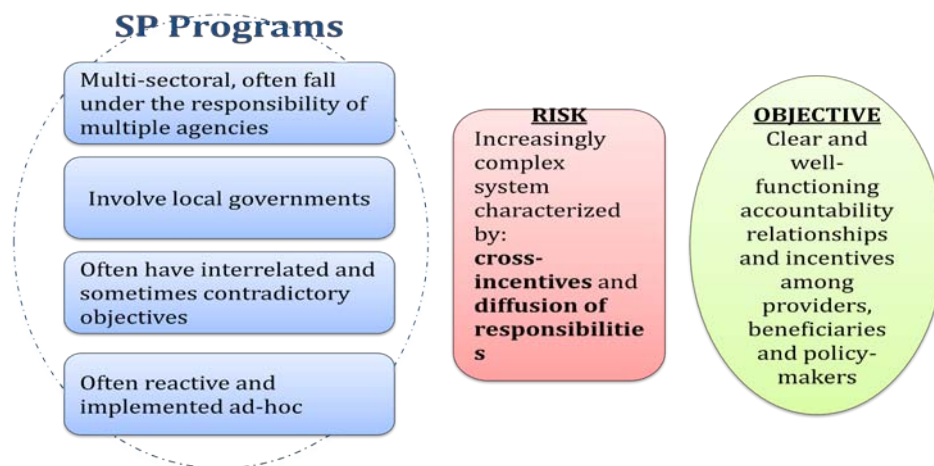 SP Programs
Multi-sectoral, often fall
under the responsibility of
multiple agencies
Involve local governments
Often have interrelated and
sometimes contradictory
objectives
Often reactive and
implemented ad-hoc
RISK
Increasingly
complex
system
characterized
by:
cross-
incentives and
diffusion of
responsibilitie
s
OBJECTIVE
Clear and
well-
functioning
accountability
relationships
and incentives
among
providers,
beneficiaries
and policy-
makers